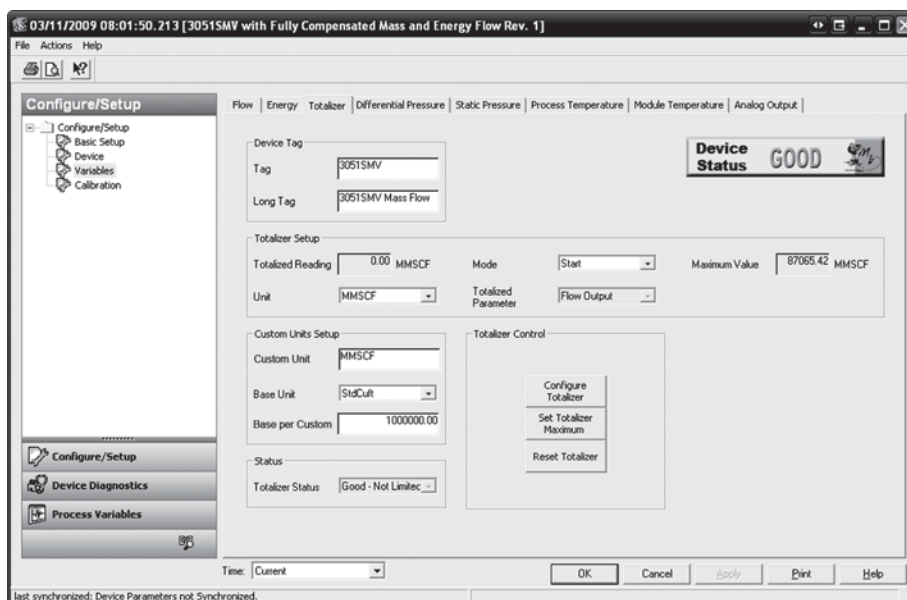 03/11/2009 08:01:50.213 [3051SMV with Fully Compensated Mass and Energy Flow Rev. 1]
File Actions Help
Configure/Setup
Flow Energy Totalizer Differential Pressure Static Pressure Process Temperature Module Temperature Analog Output
Configure/Setup
Basic Setup
Device
Variables
Calibration
Device Tag
Tag 3051SMV
Long Tag 3051SMV Mass Flow
Device Status GOOD
Totalizer Setup
Totalized Reading 0.00 MMSCF Mode Start Maximum Value 87065.42 MMSCF
Unit MMSCF Totalized Parameter Flow Output
Custom Units Setup
Custom Unit MMSCF
Base Unit StdCuft
Base per Custom 1000000.00
Totalizer Control
Configure Totalizer
Set Totalizer Maximum
Reset Totalizer
Status
Totalizer Status Good - Not Limitec
Configure/Setup
Device Diagnostics
Process Variables
Time: Current
OK Cancel Apply Print Help
last synchronized: Device Parameters not Synchronized.